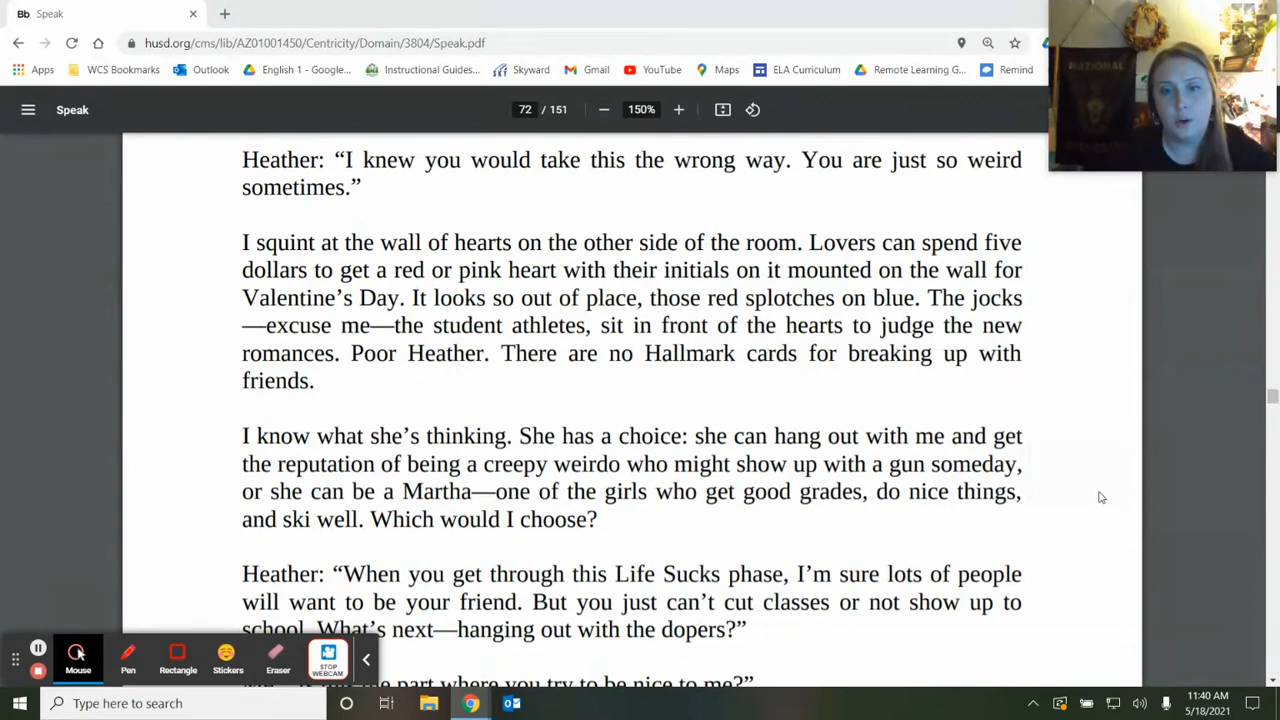 Bb Speak
husd.org/cms/lib/AZ01001450/Centricity/Domain/3804/Speak.pdf
Apps WCS Bookmarks Outlook English 1 - Google... Instructional Guides... Skyward Gmail YouTube Maps ELA Curriculum Remote Learning G... Remind
Speak 72 / 151 150%
NATIONAL
Heather: “I knew you would take this the wrong way. You are just so weird
sometimes.”
I squint at the wall of hearts on the other side of the room. Lovers can spend five
dollars to get a red or pink heart with their initials on it mounted on the wall for
Valentine’s Day. It looks so out of place, those red splotches on blue. The jocks
—excuse me—the student athletes, sit in front of the hearts to judge the new
romances. Poor Heather. There are no Hallmark cards for breaking up with
friends.
I know what she’s thinking. She has a choice: she can hang out with me and get
the reputation of being a creepy weirdo who might show up with a gun someday,
or she can be a Martha—one of the girls who get good grades, do nice things,
and ski well. Which would I choose?
Heather: “When you get through this Life Sucks phase, I’m sure lots of people
will want to be your friend. But you just can’t cut classes or not show up to
school. What’s next—hanging out with the dopers?”
part where you try to be nice to me?”
Mouse Pen Rectangle Stickers Eraser STOP WEBCAM
Type here to search
11:40 AM
5/18/2021